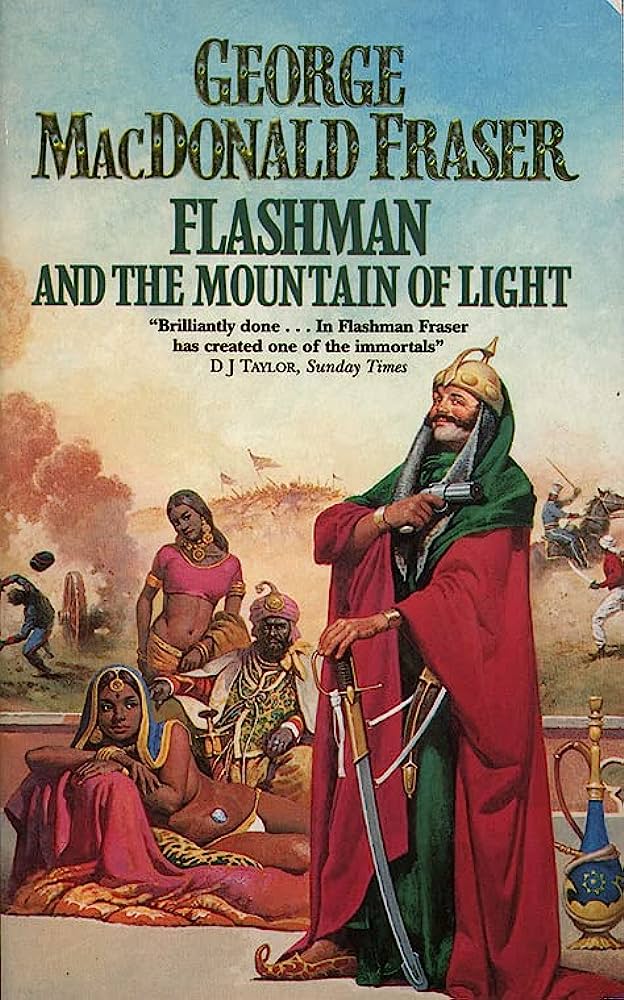 GEORGE
MACDONALD FRASER
FLASHMAN
AND THE MOUNTAIN OF LIGHT
“Brilliantly done . . . In Flashman Fraser
has created one of the immortals”
D J TAYLOR, Sunday Times